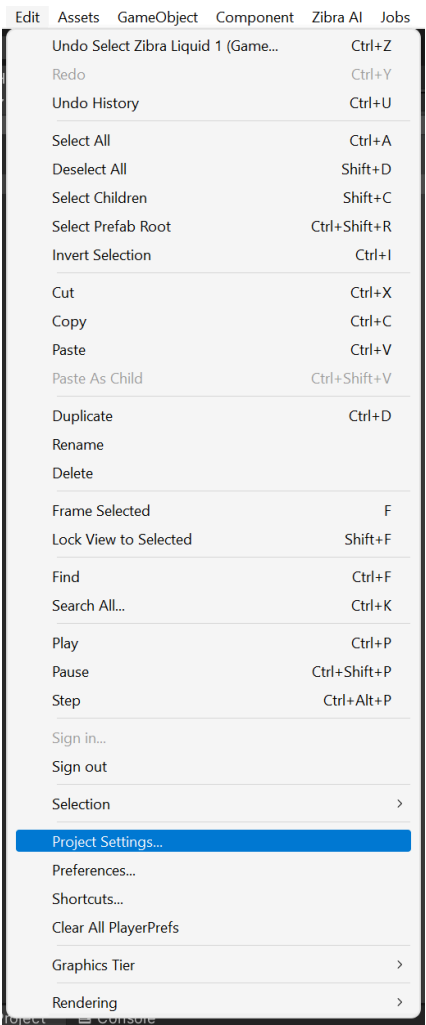 Edit Assets GameObject Component Zibra AI Jobs
Undo Select Zibra Liquid 1 (Game... Ctrl+Z
Redo Ctrl+Y
Undo History Ctrl+U
Select All Ctrl+A
Deselect All Shift+D
Select Children Shift+C
Select Prefab Root Ctrl+Shift+R
Invert Selection Ctrl+I
Cut Ctrl+X
Copy Ctrl+C
Paste Ctrl+V
Paste As Child Ctrl+Shift+V
Duplicate Ctrl+D
Rename
Delete
Frame Selected F
Lock View to Selected Shift+F
Find Ctrl+F
Search All... Ctrl+K
Play Ctrl+P
Pause Ctrl+Shift+P
Step Ctrl+Alt+P
Sign in...
Sign out
Selection
Project Settings...
Preferences...
Shortcuts...
Clear All PlayerPrefs
Graphics Tier
Rendering
Console